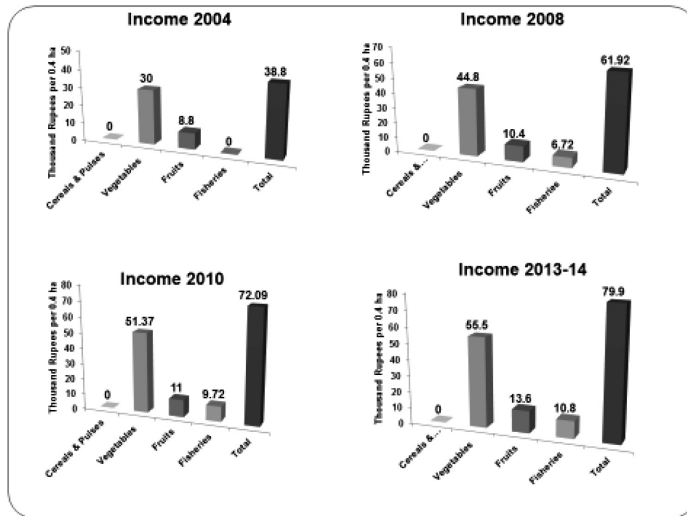 Income 2004
Thousand Rupees per 0.4 ha
50
40
30
20
10
0
0
30
8.8
0
38.8
Cereals & Pulses
Vegetables
Fruits
Fisheries
Total
Income 2008
Thousand Rupees per 0.4 ha
70
60
50
40
30
20
10
0
0
44.8
10.4
6.72
61.92
Cereals &...
Vegetables
Fruits
Fisheries
Total
Income 2010
Thousand Rupees per 0.4 ha
80
70
60
50
40
30
20
10
0
0
51.37
11
9.72
72.09
Cereals & Pulses
Vegetables
Fruits
Fisheries
Total
Income 2013-14
Thousand Rupees per 0.4 ha
80
70
60
50
40
30
20
10
0
0
55.5
13.6
10.8
79.9
Cereals &...
Vegetables
Fruits
Fisheries
Total